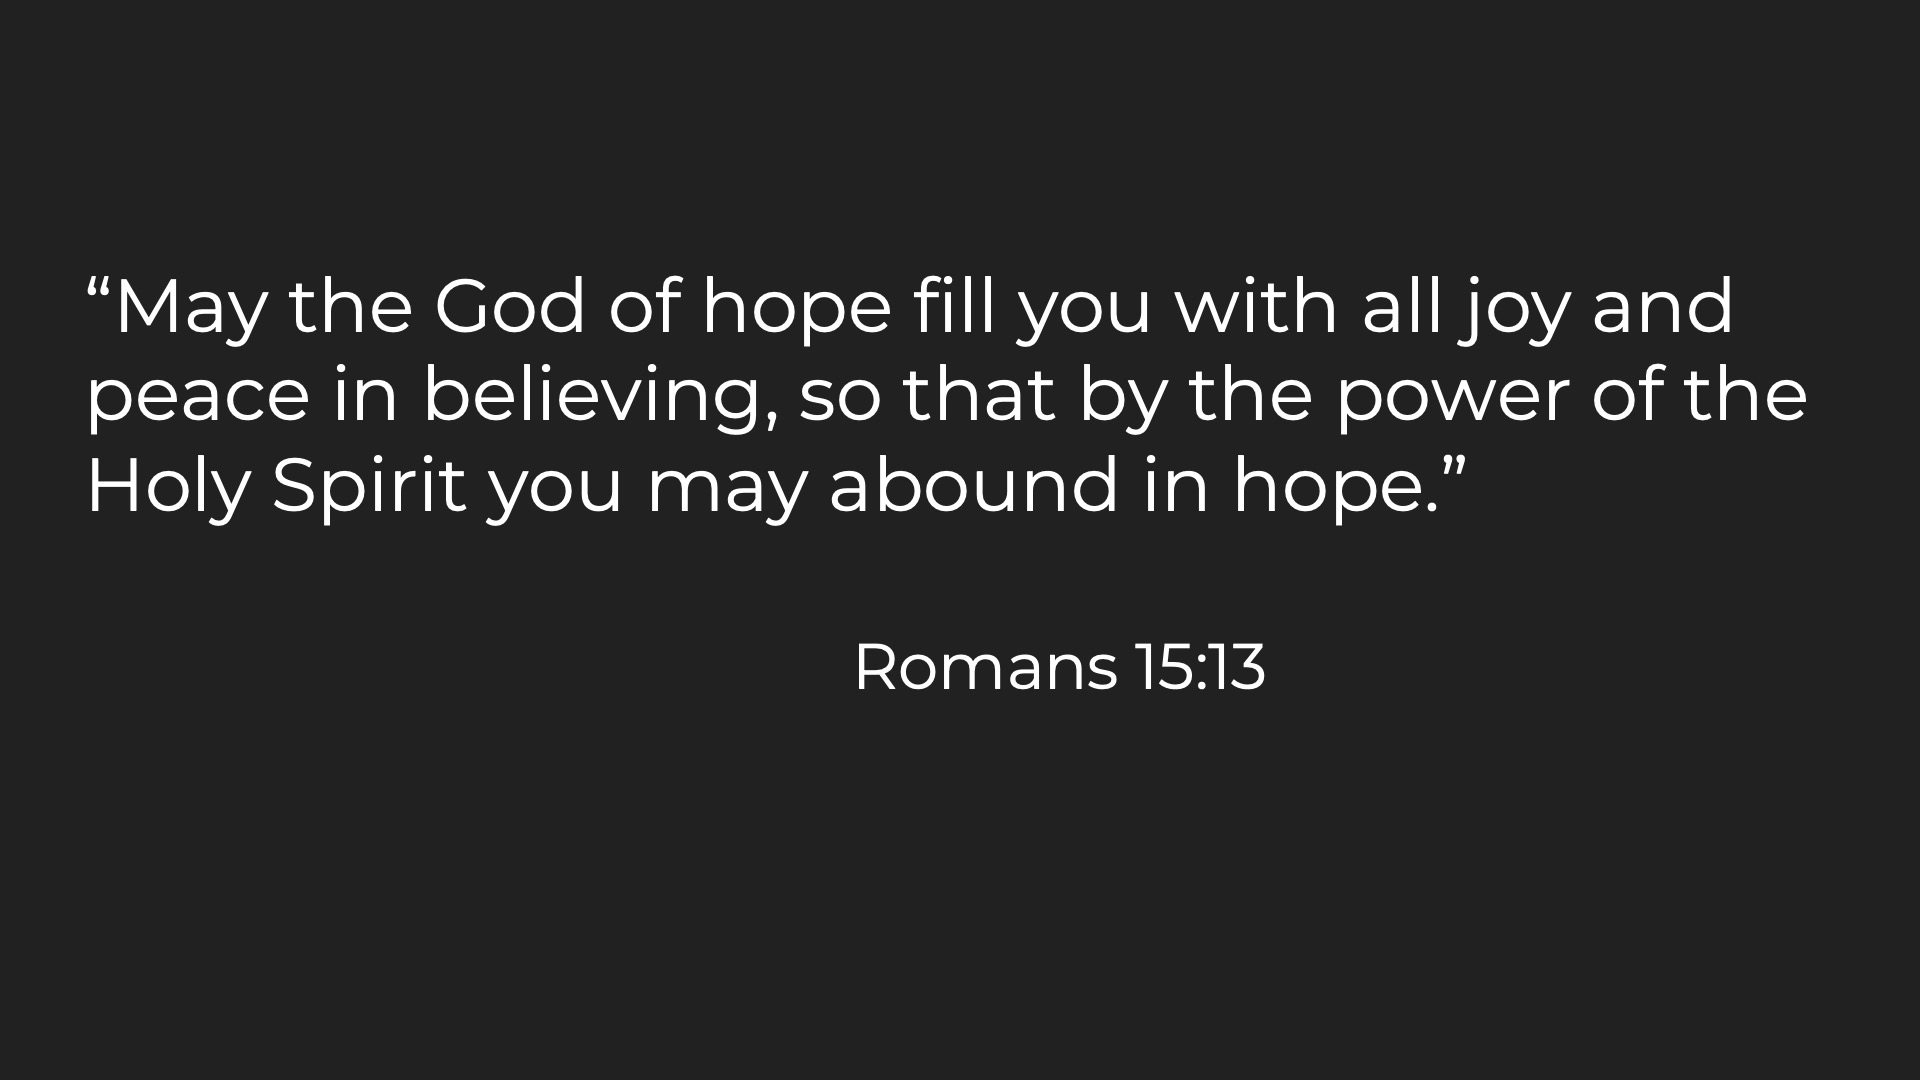 “May the God of hope fill you with all joy and
peace in believing, so that by the power of the
Holy Spirit you may abound in hope.”
Romans 15:13